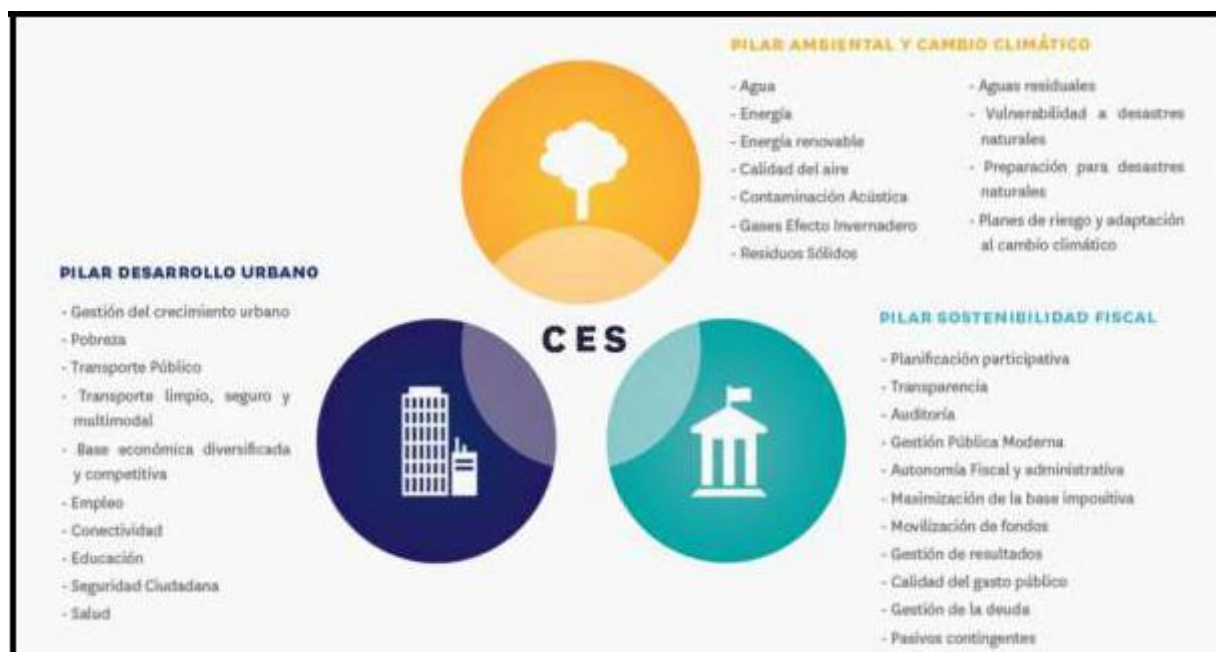 PILAR AMBIENTAL Y CAMBIO CLIMÁTICO
- Agua
- Energía
- Energía renovable
- Calidad del aire
- Contaminación Acústica
- Gases Efecto Invernadero
- Residuos Sólidos
- Aguas residuales
- Vulnerabilidad a desastres
naturales
- Preparación para desastres
naturales
- Planes de riesgo y adaptación
al cambio climático
PILAR DESARROLLO URBANO
- Gestión del crecimiento urbano
- Pobreza
- Transporte Público
- Transporte limpio, seguro y
multimodal
- Base económica diversificada
y competitiva
- Empleo
- Conectividad
- Educación
- Seguridad Ciudadana
- Salud
CES
PILAR SOSTENIBILIDAD FISCAL
- Planificación participativa
- Transparencia
- Auditoría
- Gestión Pública Moderna
- Autonomía Fiscal y administrativa
- Maximización de la base impositiva
- Movilización de fondos
- Gestión de resultados
- Calidad del gasto público
- Gestión de la deuda
- Pasivos contingentes